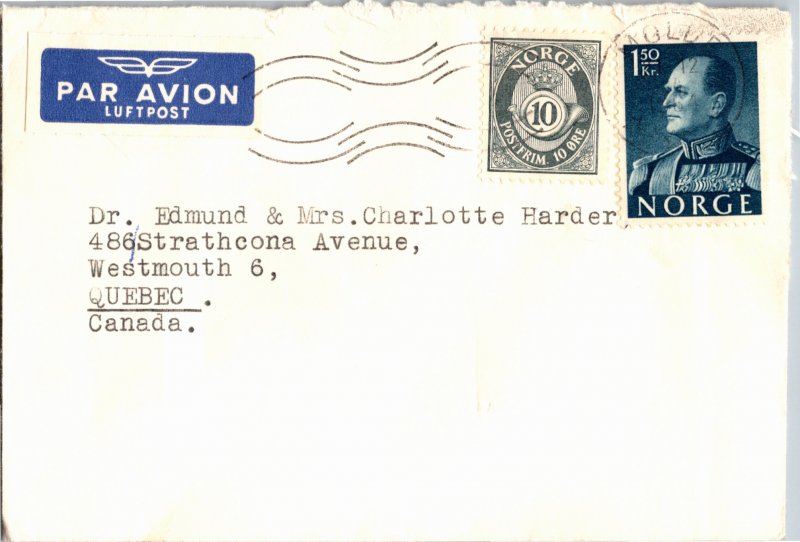 PAR AVION
LUFTPOST
NORGE
10
POSTFRIM. 10 ØRE
1 50
Kr.
NORGE
Dr. Edmund & Mrs.Charlotte Harder
486Strathcona Avenue,
Westmouth 6,
QUEBEC .
Canada.